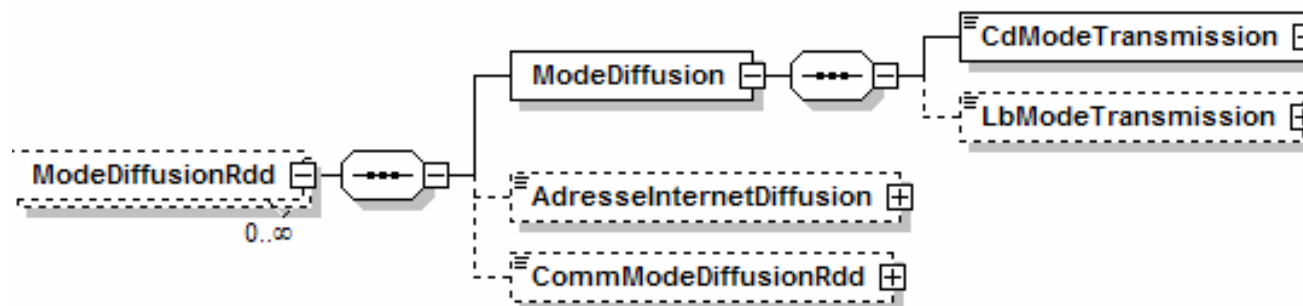 CdModeTransmission
ModeDiffusion
LbModeTransmission
ModeDiffusionRdd
0..∞
AdresseInternetDiffusion
CommModeDiffusionRdd